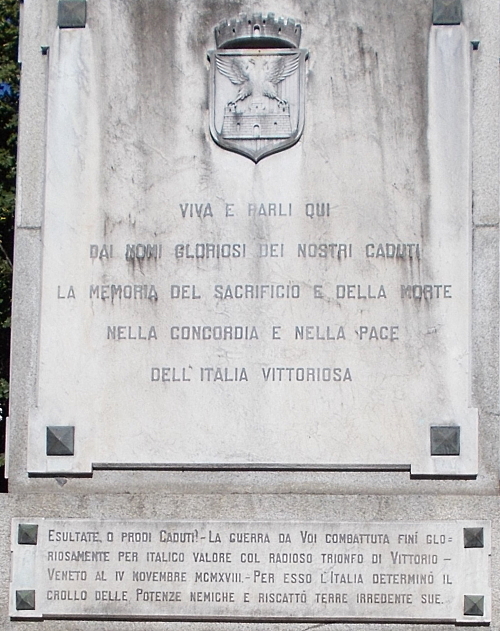 VIVA E PARLI QUI
DAI NOMI GLORIOSI DEI NOSTRI CADUTI
LA MEMORIA DEL SACRIFICIO E DELLA MORTE
NELLA CONCORDIA E NELLA PACE
DELL'ITALIA VITTORIOSA
ESULTATE, O PRODI CADUTI!-LA GUERRA DA VOI COMBATTUTA FINÌ GLO=
RIOSAMENTE PER ITALICO VALORE COL RADIOSO TRIONFO DI VITTORIO-
VENETO AL IV NOVEMBRE MCMXVIII.-PER ESSO L'ITALIA DETERMINÒ IL
CROLLO DELLE POTENZE NEMICHE E RISCATTÒ TERRE IRREDENTE SUE.